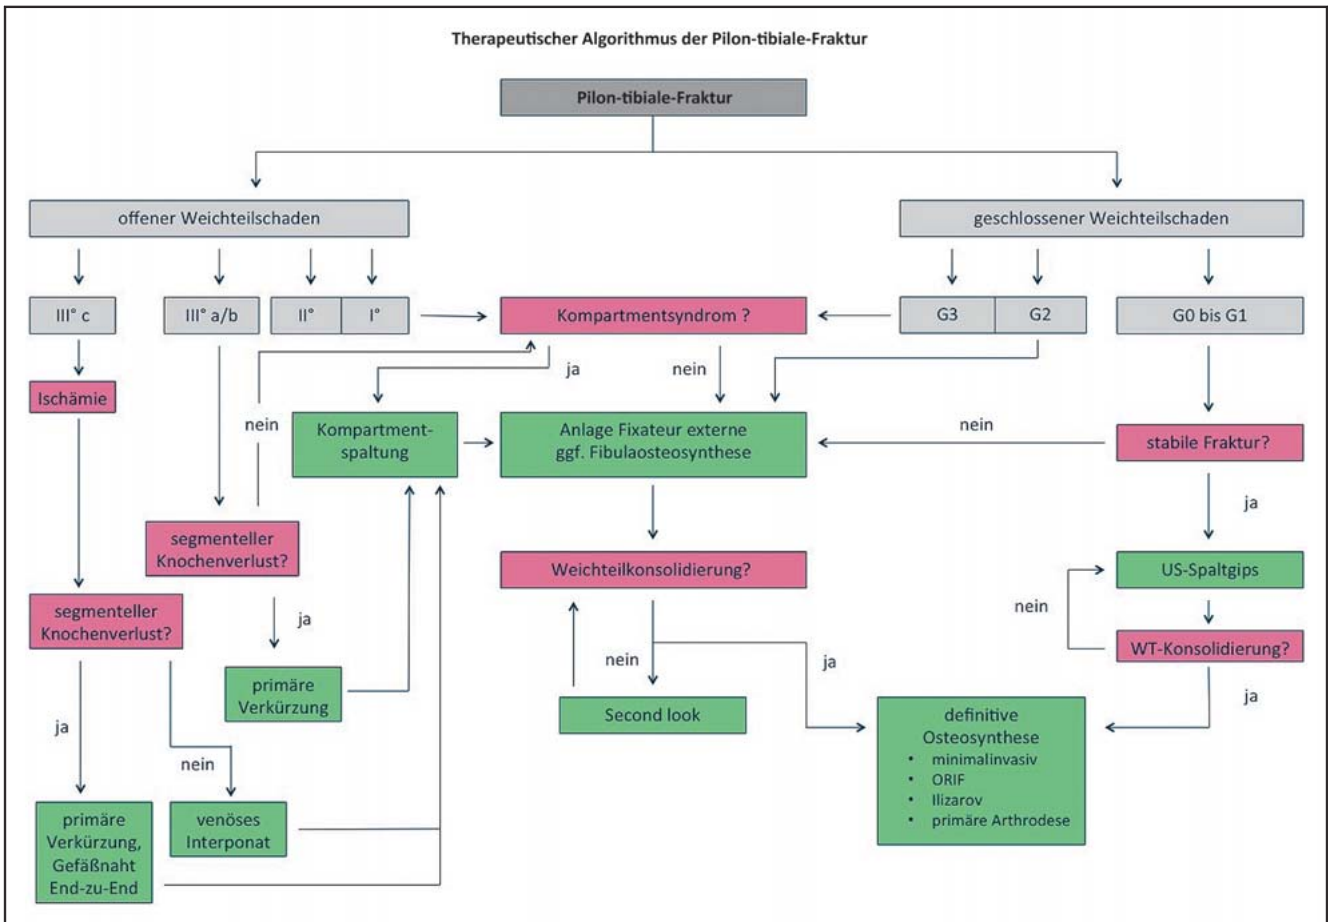 Therapeutischer Algorithmus der Pilon-tibiale-Fraktur
Pilon-tibiale-Fraktur
offener Weichteilschaden
geschlossener Weichteilschaden
III° c
III° a/b
II°
I°
Kompartmentsyndrom ?
G3
G2
G0 bis G1
ja
nein
Ischämie
nein
Kompartment-
spaltung
Anlage Fixateur externe
ggf. Fibulaosteosynthese
nein
stabile Fraktur?
ja
segmenteller
Knochenverlust?
Weichteilkonsolidierung?
US-Spaltgips
nein
segmenteller
Knochenverlust?
ja
WT-Konsolidierung?
nein
ja
ja
primäre
Verkürzung
Second look
definitive
Osteosynthese
• minimalinvasiv
• ORIF
• Ilizarov
• primäre Arthrodese
ja
nein
primäre
Verkürzung,
Gefäßnaht
End-zu-End
venöses
Interponat